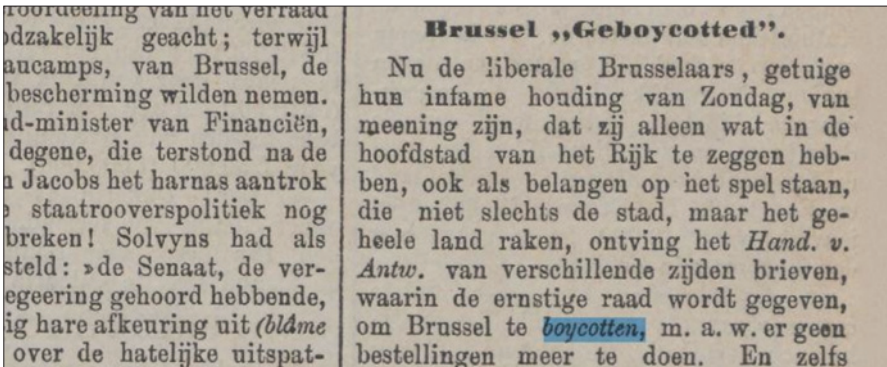 roordeeling van het verraad
odzakelijk geacht; terwijl
aucamps, van Brussel, de
bescherming wilden nemen.
ud-minister van Financiën,
degene, die terstond na de
Jacobs het harnas aantrok
staatrooverspolitiek nog
breken! Solvyns had als
steld: »de Senaat, de ver-
egeering gehoord hebbende,
ig hare afkeuring uit (blâme
over de hatelijke uitspat-
Brussel „Geboycotted”.
Nu de liberale Brusselaars, getuige
hun infame houding van Zondag, van
meening zijn, dat zij alleen wat in de
hoofdstad van het Rijk te zeggen heb-
ben, ook als belangen op het spel staan,
die niet slechts de stad, maar het ge-
heele land raken, ontving het Hand. v.
Antw. van verschillende zijden brieven,
waarin de ernstige raad wordt gegeven,
om Brussel te boycotten, m. a. w. er geen
bestellingen meer te doen. En zelfs